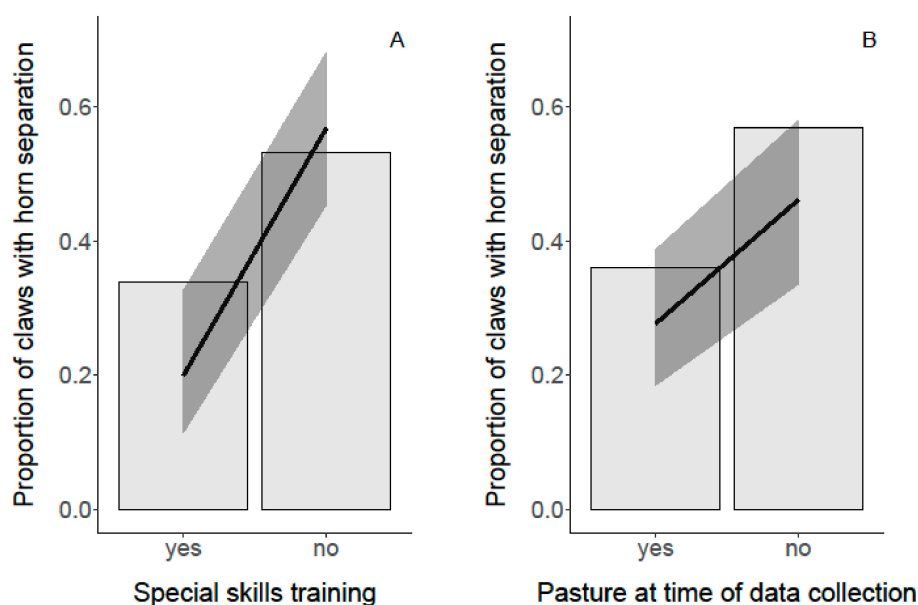 A
Proportion of claws with horn separation
0.6
0.4
0.2
0.0
yes no
Special skills training
B
Proportion of claws with horn separation
0.6
0.4
0.2
0.0
yes no
Pasture at time of data collection